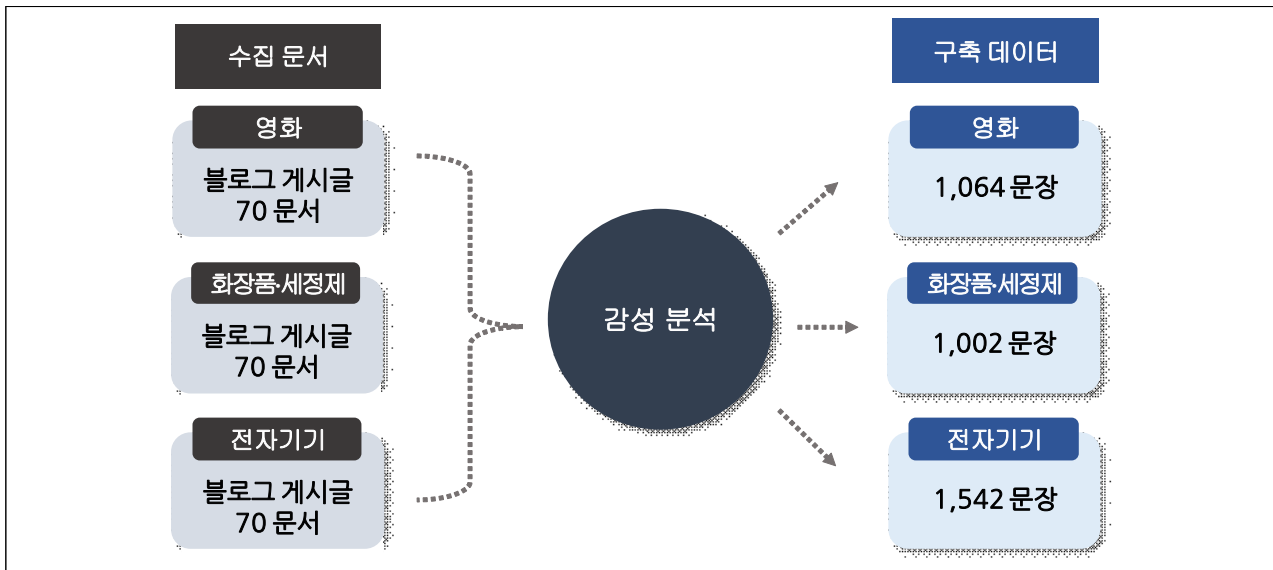 수집 문서
영화
블로그 게시글
70 문서
화장품·세정제
블로그 게시글
70 문서
전자기기
블로그 게시글
70 문서
감성 분석
구축 데이터
영화
1,064 문장
화장품·세정제
1,002 문장
전자기기
1,542 문장